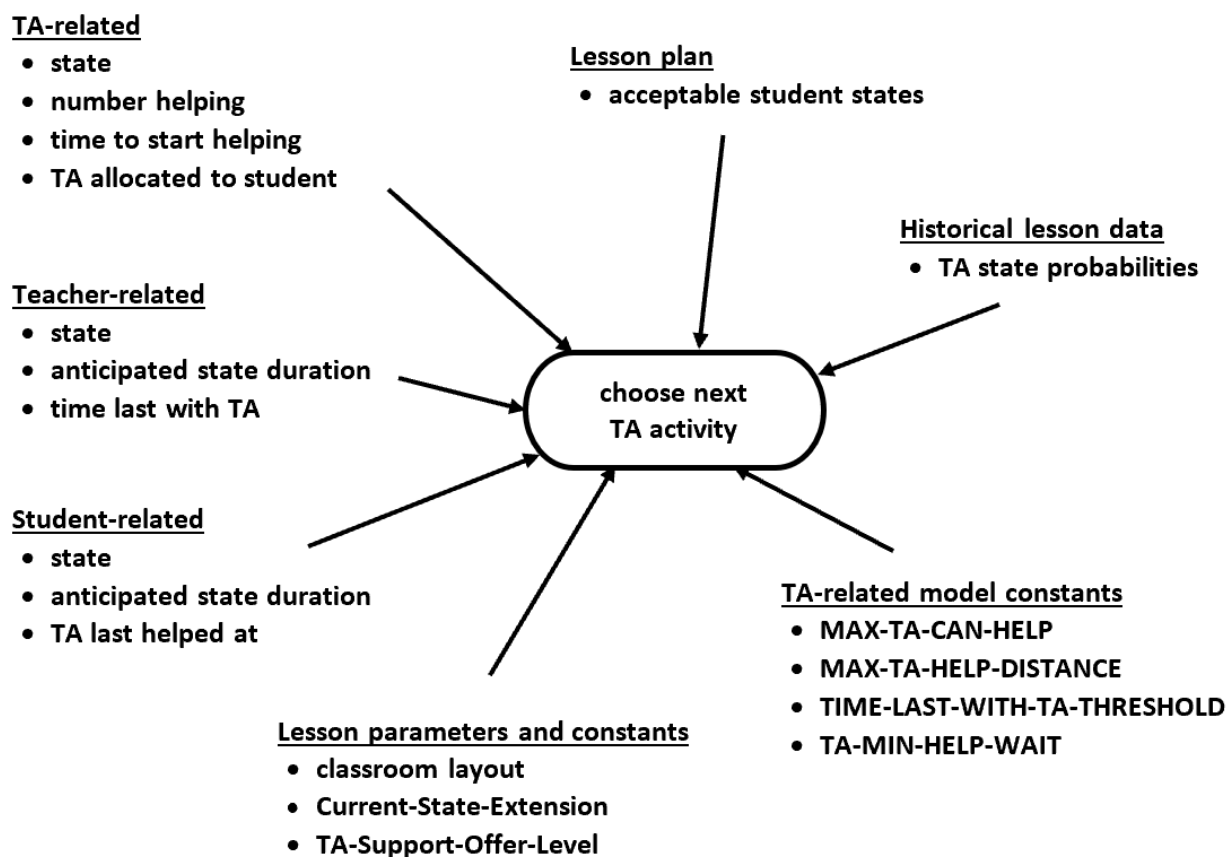 TA-related
• state
• number helping
• time to start helping
• TA allocated to student
Lesson plan
• acceptable student states
Historical lesson data
• TA state probabilities
Teacher-related
• state
• anticipated state duration
• time last with TA
choose next
TA activity
Student-related
• state
• anticipated state duration
• TA last helped at
TA-related model constants
• MAX-TA-CAN-HELP
• MAX-TA-HELP-DISTANCE
• TIME-LAST-WITH-TA-THRESHOLD
• TA-MIN-HELP-WAIT
Lesson parameters and constants
• classroom layout
• Current-State-Extension
• TA-Support-Offer-Level